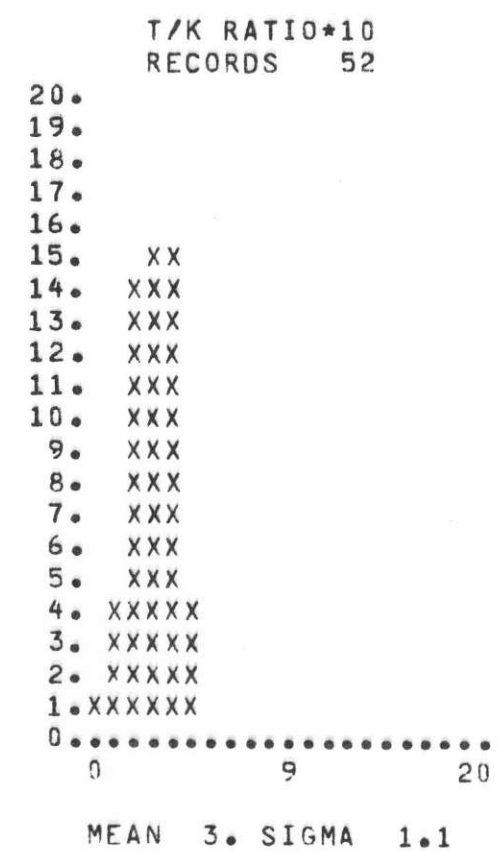 T/K RATIO*10
RECORDS 52
20.
19.
18.
17.
16.
15. XX
14. XXX
13. XXX
12. XXX
11. XXX
10. XXX
9. XXX
8. XXX
7. XXX
6. XXX
5. XXX
4. XXXXX
3. XXXXX
2. XXXXX
1.XXXXXX
0......................
0 9 20
MEAN 3. SIGMA 1.1